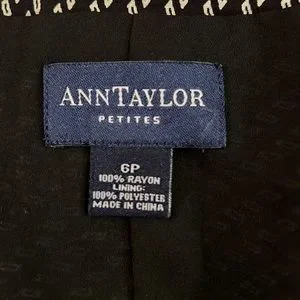 ANNTAYLOR
PETITES
6P
100% RAYON
LINING:
100% POLYESTER
MADE IN CHINA